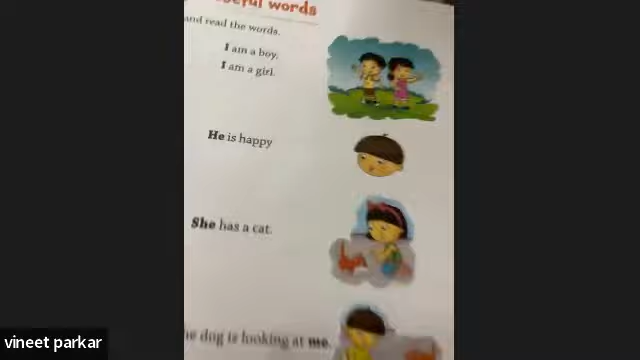 words
and read the words.
I am a boy.
I am a girl.
He is happy
She has a cat.
dog is looking at me.
vineet parkar